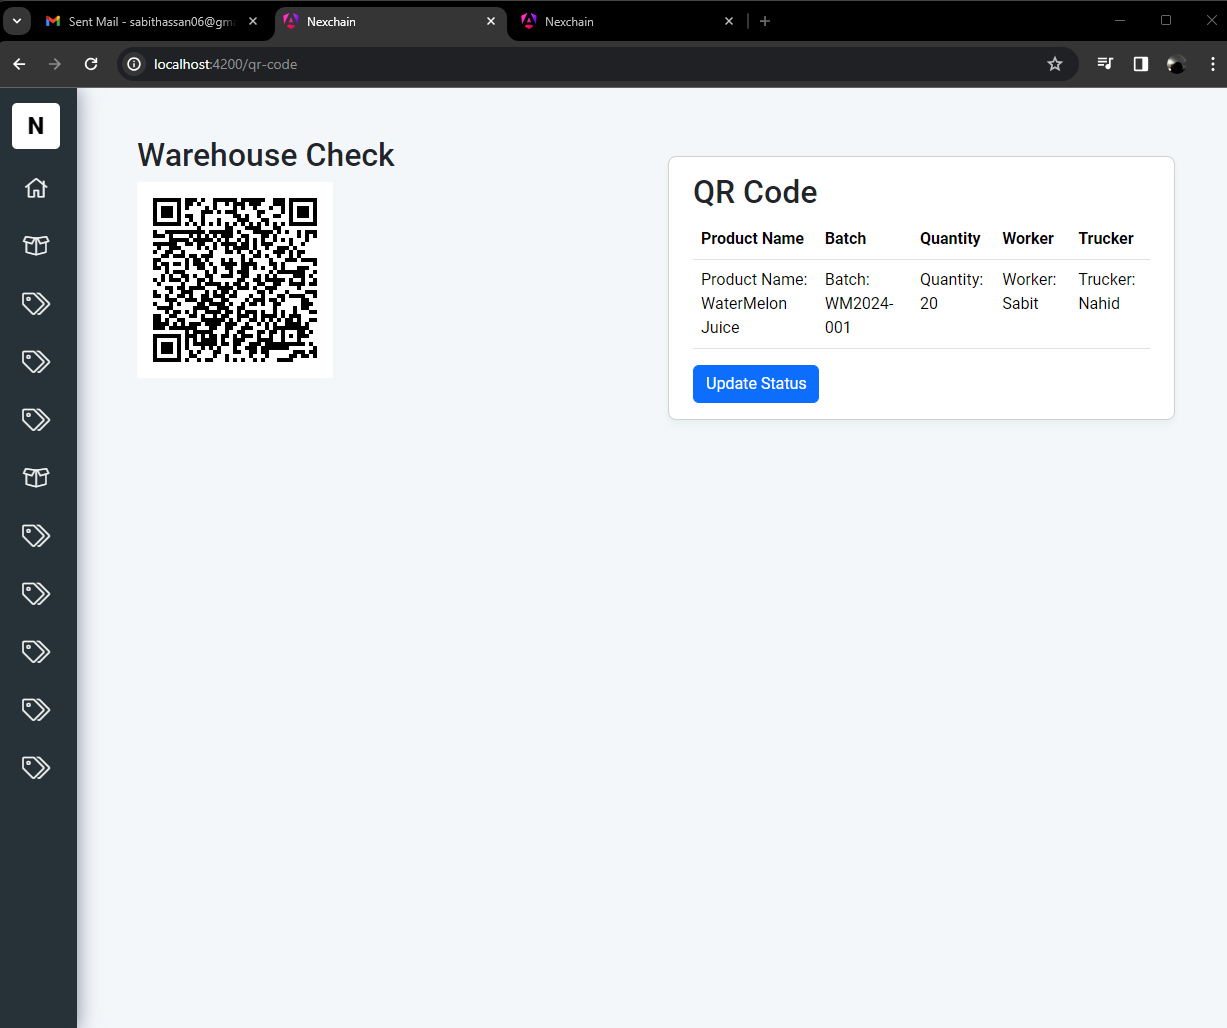 Sent Mail - sabithassan06@gm
Nexchain
Nexchain
localhost:4200/qr-code
N
Warehouse Check
QR Code
Product Name Batch Quantity Worker Trucker
Product Name: Batch: Quantity: Worker: Trucker:
WaterMelon WM2024- 20 Sabit Nahid
Juice 001
Update Status